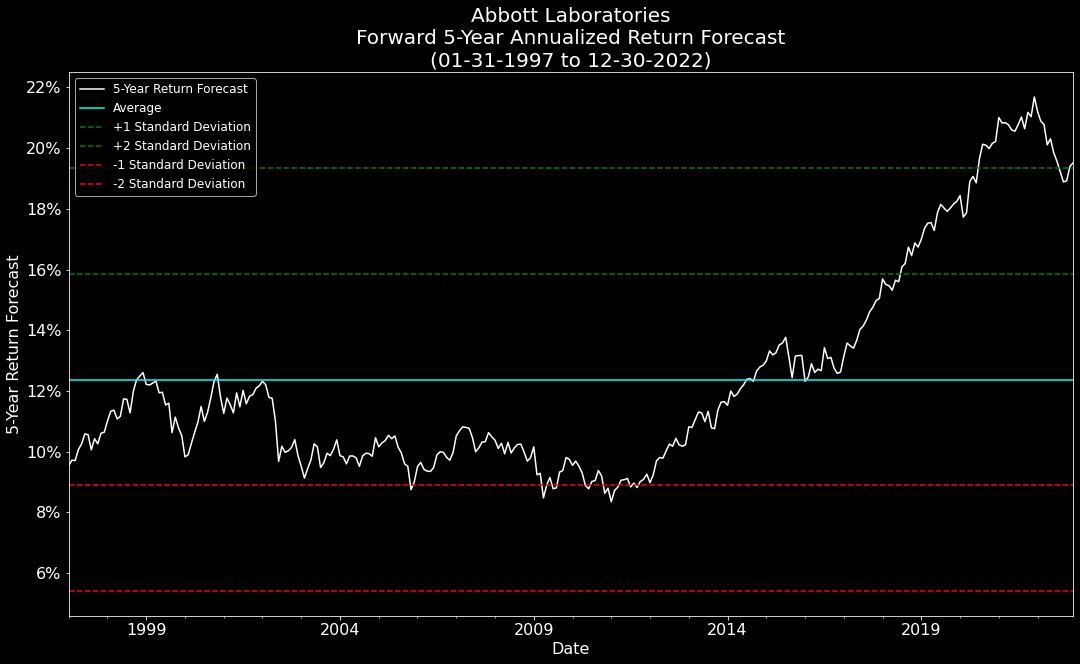 Abbott Laboratories
Forward 5-Year Annualized Return Forecast
(01-31-1997 to 12-30-2022)
5-Year Return Forecast
Average
+1 Standard Deviation
+2 Standard Deviation
-1 Standard Deviation
-2 Standard Deviation
22%
20%
18%
16%
14%
12%
10%
8%
6%
5-Year Return Forecast
1999
2004
2009
2014
2019
Date